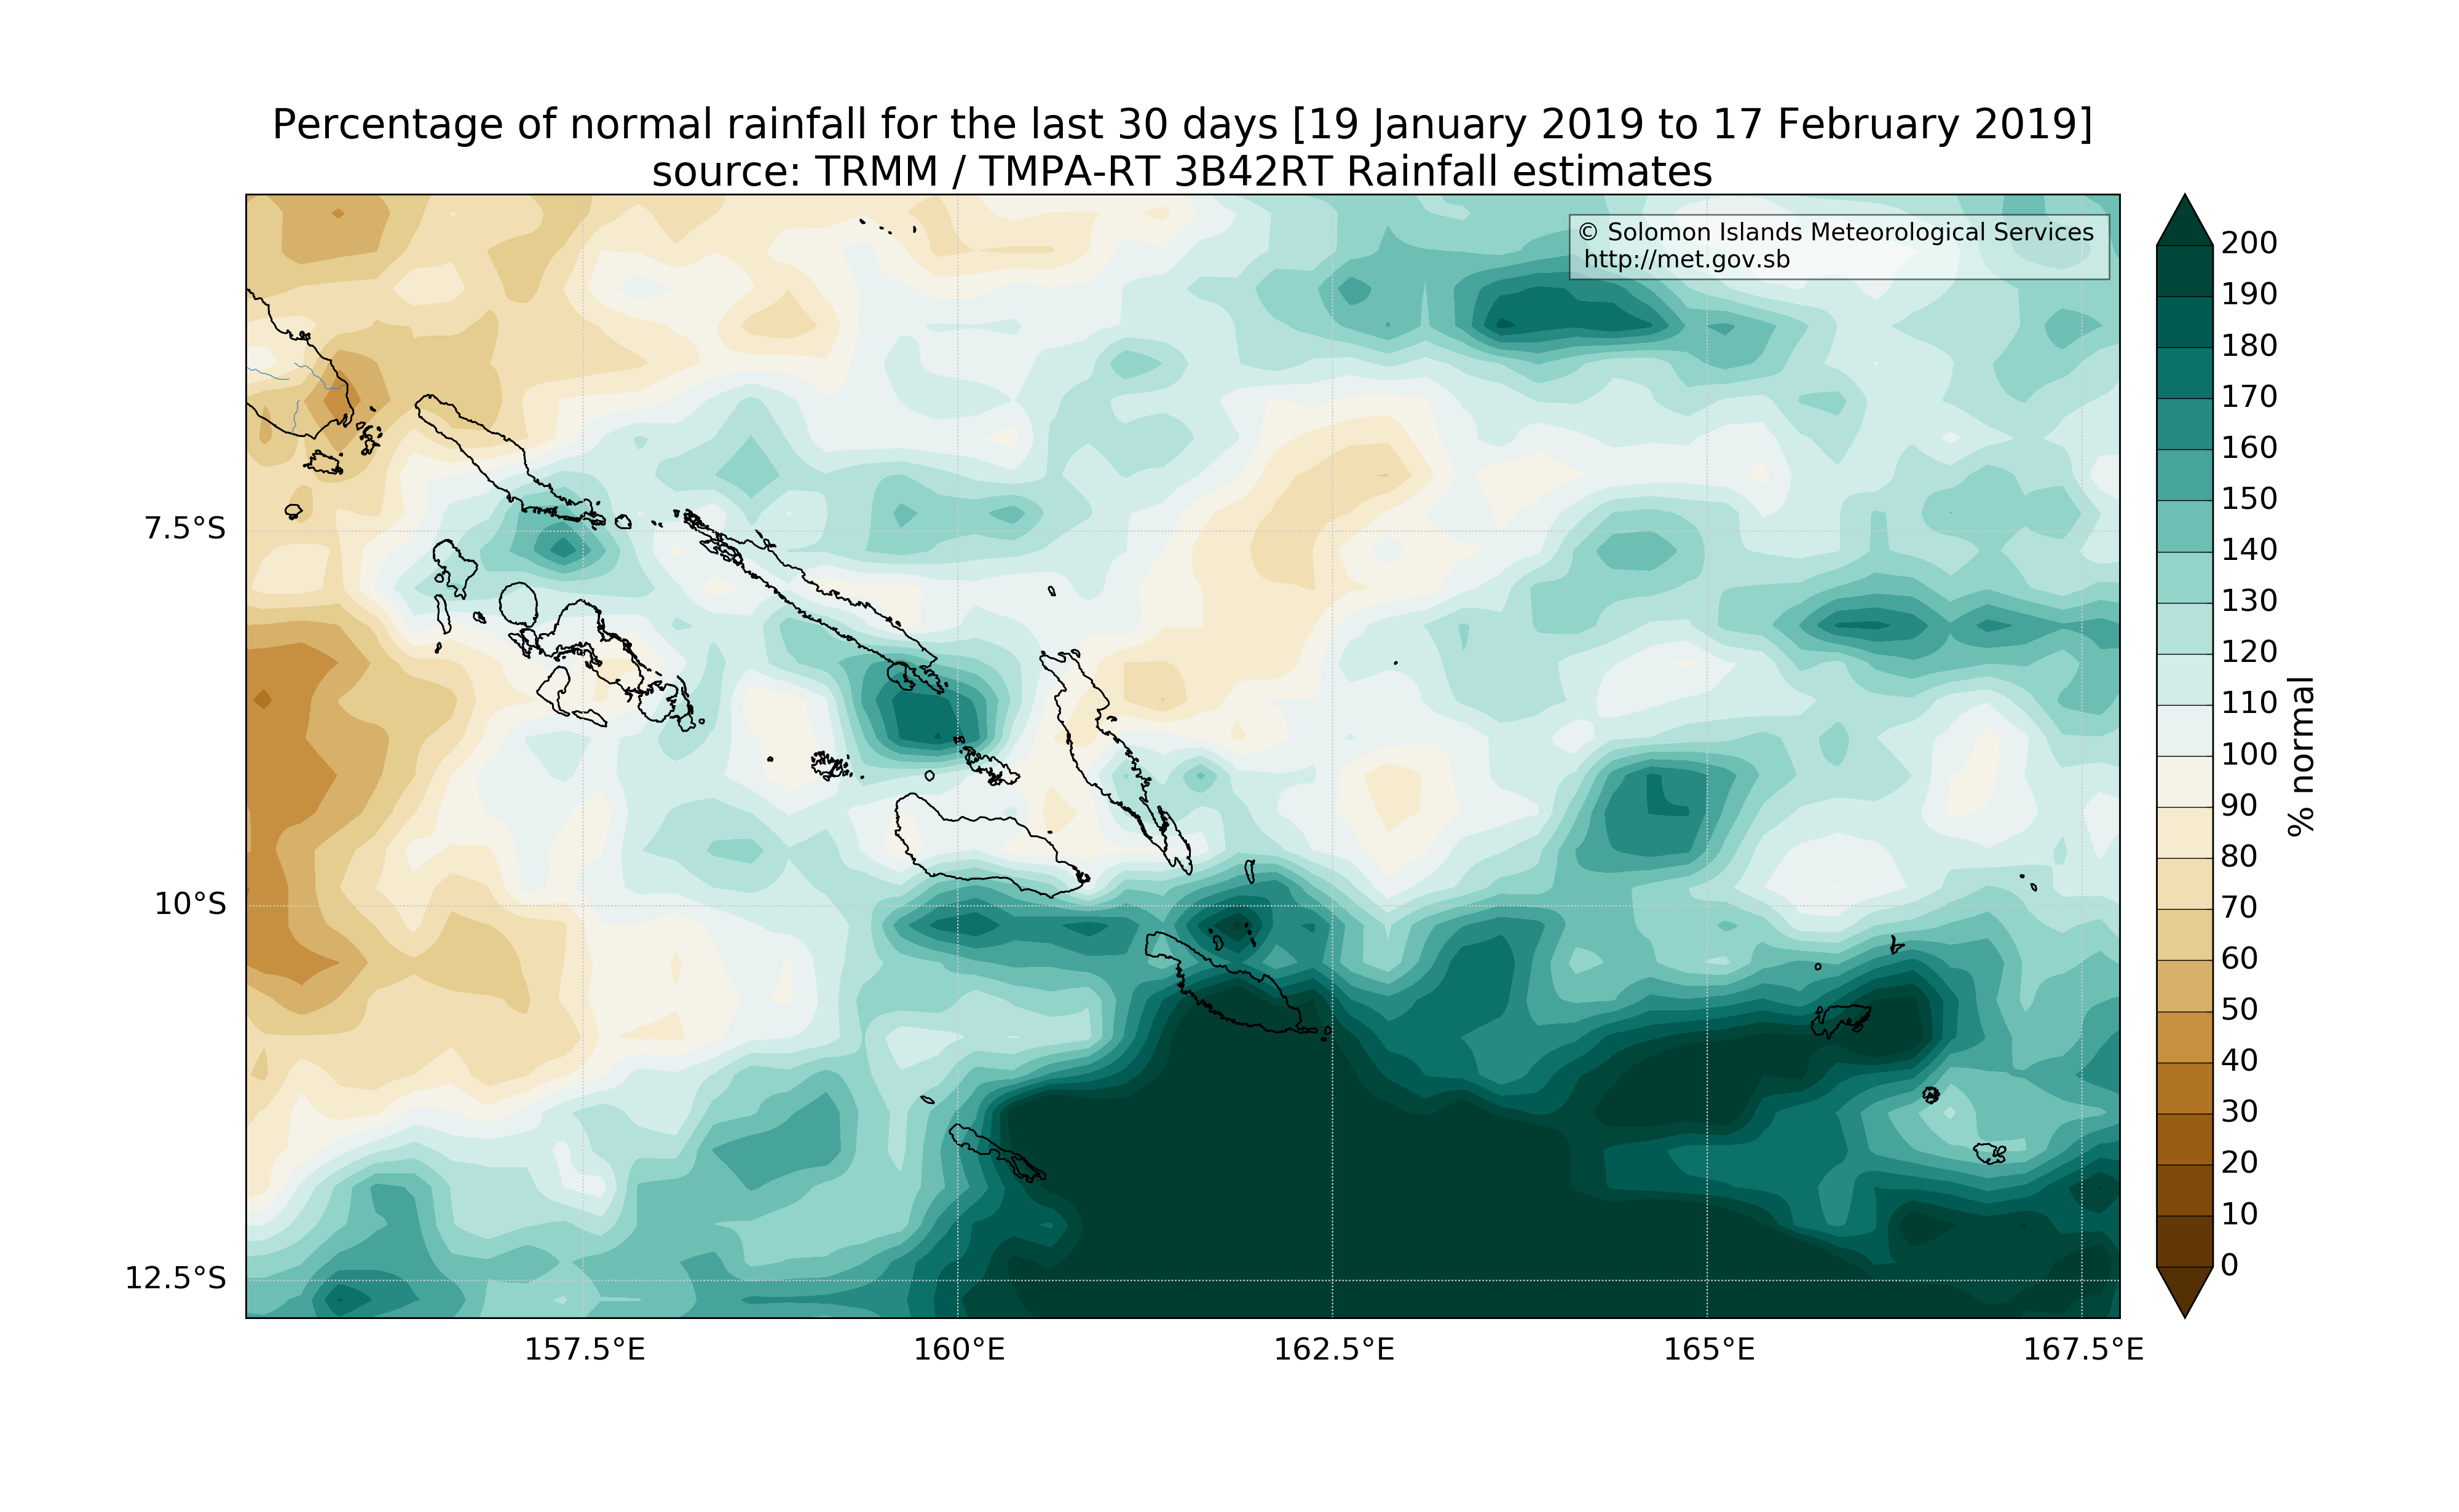 Percentage of normal rainfall for the last 30 days [19 January 2019 to 17 February 2019]
source: TRMM / TMPA-RT 3B42RT Rainfall estimates
© Solomon Islands Meteorological Services
http://met.gov.sb
7.5°S
10°S
12.5°S
157.5°E
160°E
162.5°E
165°E
167.5°E
200
190
180
170
160
150
140
130
120
110
100
90
80
70
60
50
40
30
20
10
0
% normal